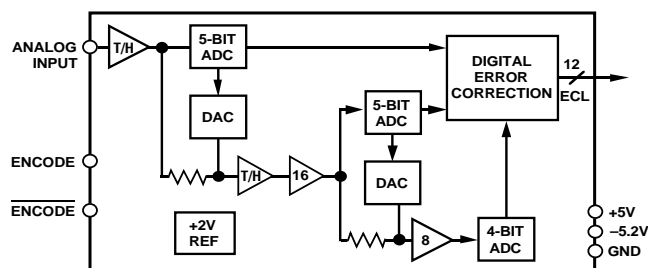 ANALOG
INPUT
T/H
5-BIT
ADC
DAC
T/H
16
5-BIT
ADC
DAC
8
4-BIT
ADC
DIGITAL
ERROR
CORRECTION
12
ECL
ENCODE
ENCODE
+2V
REF
+5V
–5.2V
GND